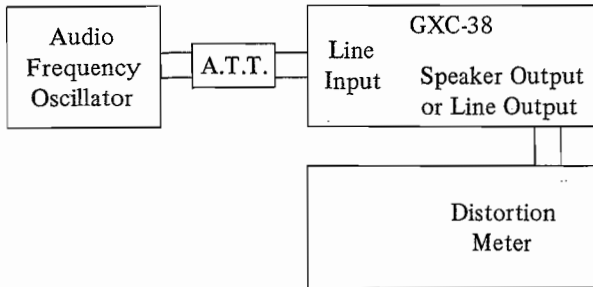 Audio
Frequency
Oscillator
A.T.T.
Line
Input
GXC-38
Speaker Output
or Line Output
Distortion
Meter